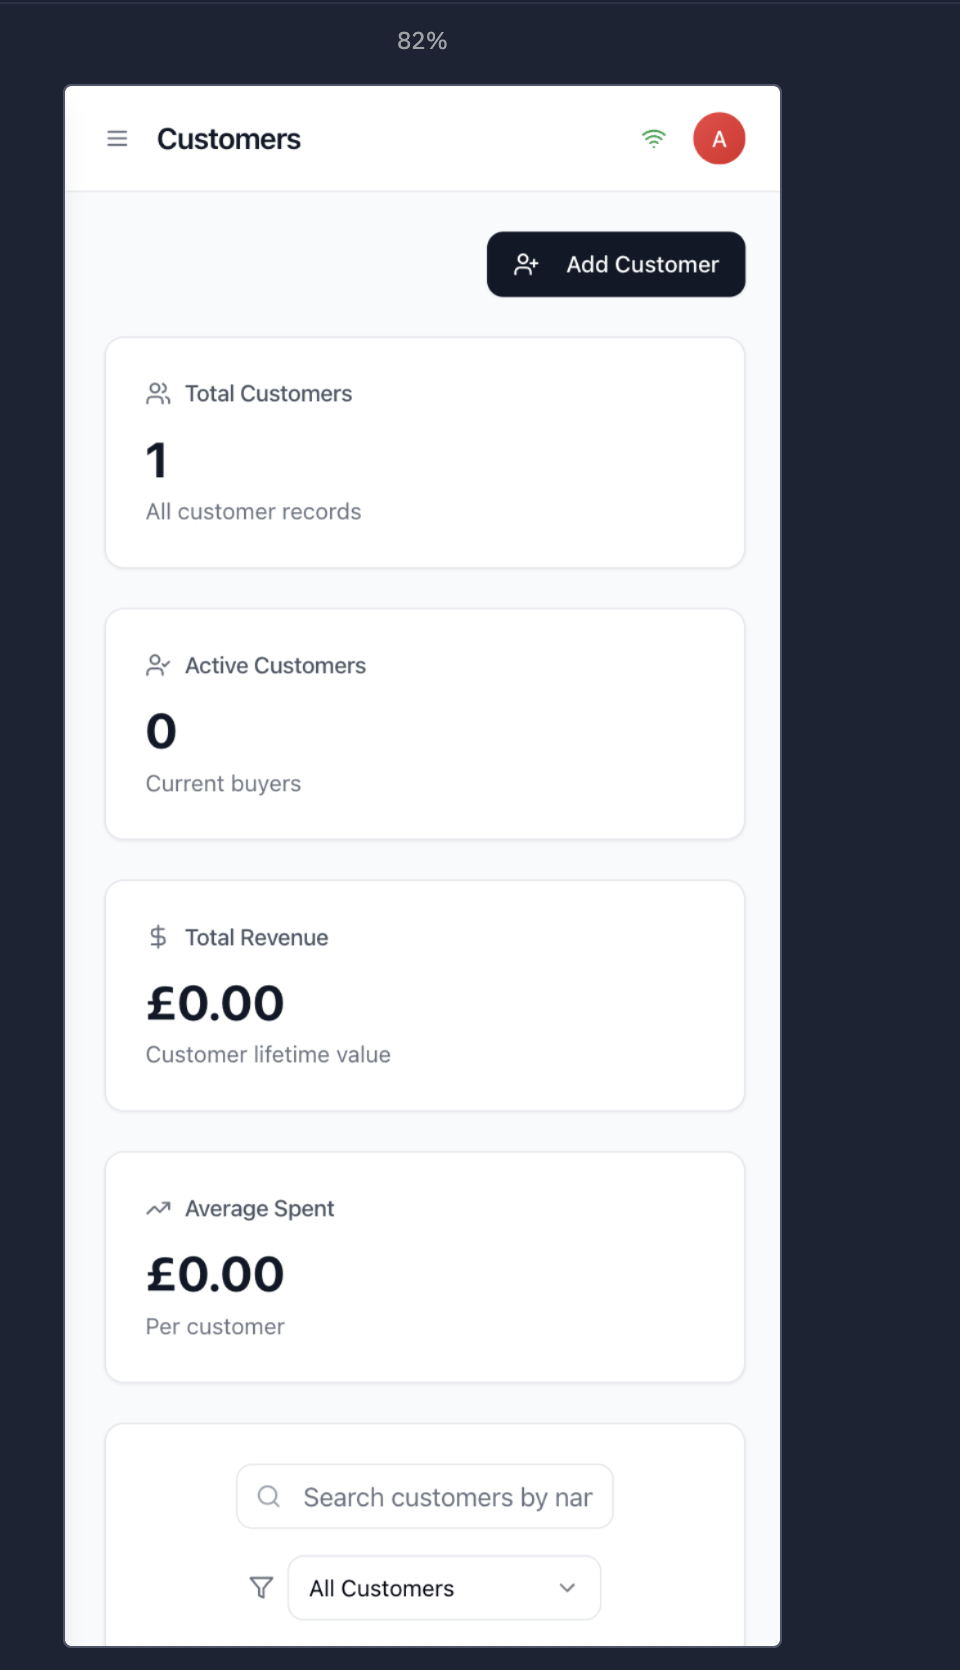 82%
Customers
A
Add Customer
Total Customers
1
All customer records
Active Customers
0
Current buyers
Total Revenue
£0.00
Customer lifetime value
Average Spent
£0.00
Per customer
Search customers by nar
All Customers